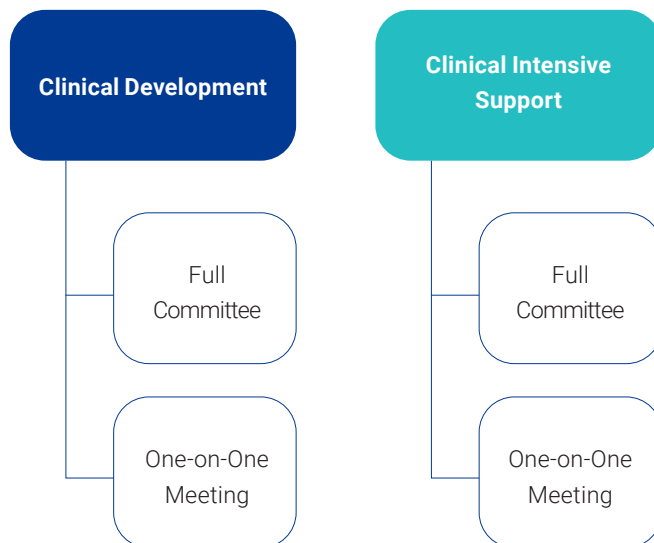 Clinical Development
Full
Committee
One-on-One
Meeting
Clinical Intensive
Support
Full
Committee
One-on-One
Meeting